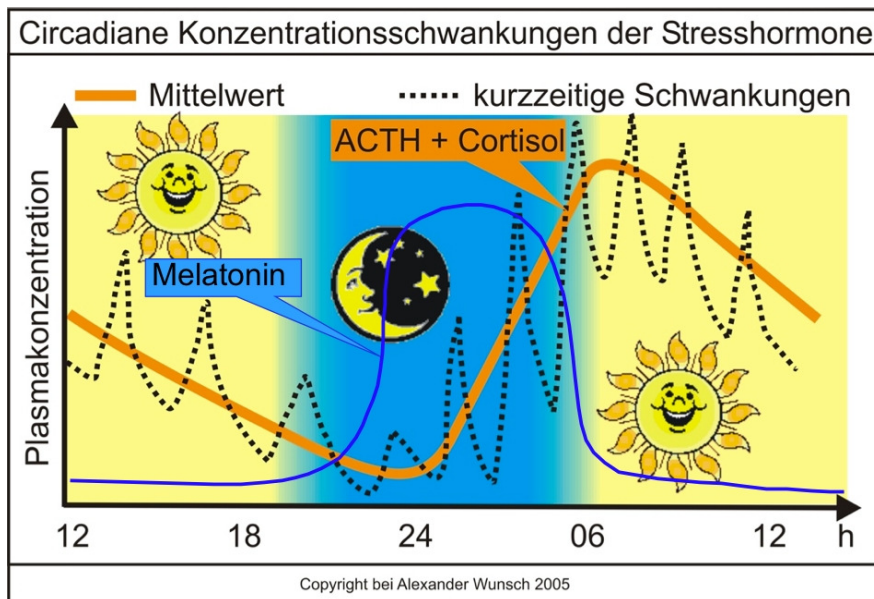 Circadiane Konzentrationsschwankungen der Stresshormone
Mittelwert
kurzzeitige Schwankungen
ACTH + Cortisol
Melatonin
Plasmakonzentration
12 18 24 06 12 h
Copyright bei Alexander Wunsch 2005